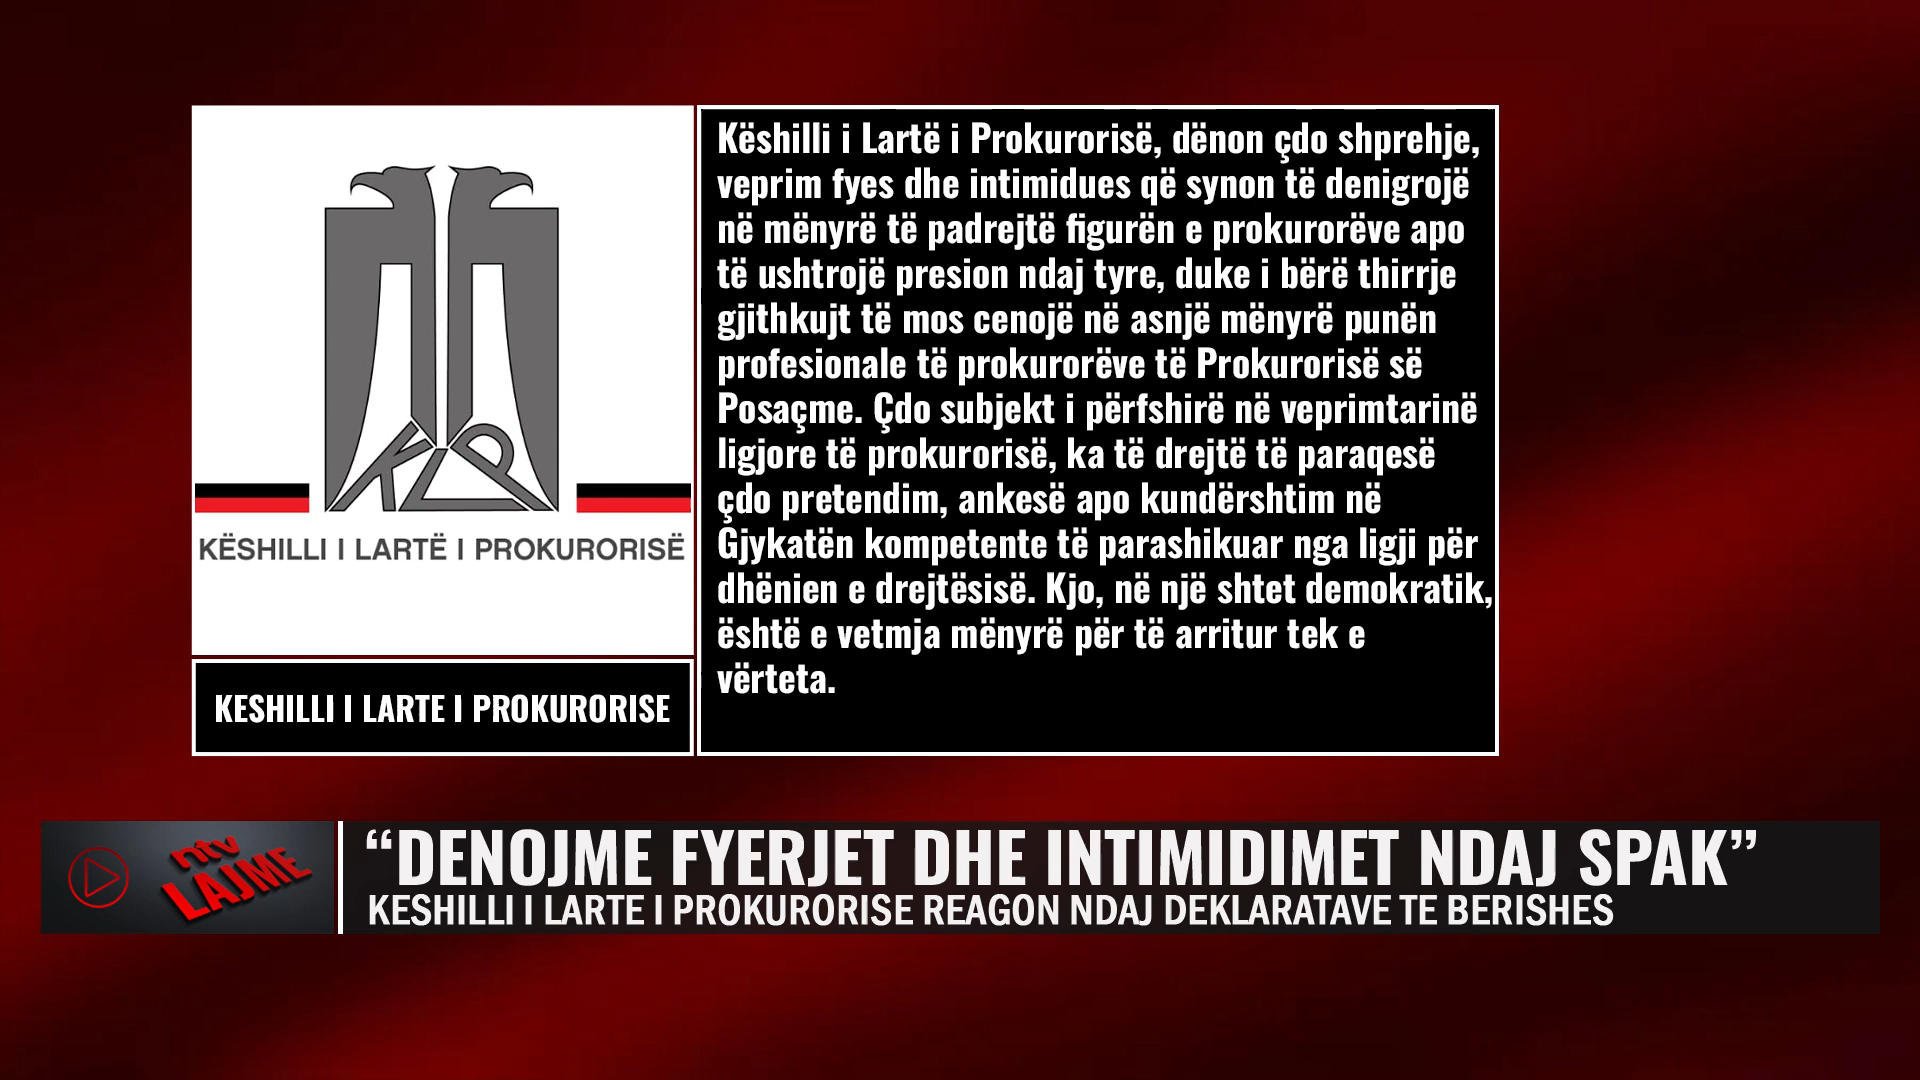 Këshilli i Lartë i Prokurorisë, dënon çdo shprehje,
veprim fyes dhe intimidues që synon të denigrojë
në mënyrë të padrejtë figurën e prokurorëve apo
të ushtrojë presion ndaj tyre, duke i bërë thirrje
gjithkujt të mos cenojë në asnjë mënyrë punën
profesionale të prokurorëve të Prokurorisë së
Posaçme. Çdo subjekt i përfshirë në veprimtarinë
ligjore të prokurorisë, ka të drejtë të paraqesë
çdo pretendim, ankesë apo kundërshtim në
Gjykatën kompetente të parashikuar nga ligji për
dhënien e drejtësisë. Kjo, në një shtet demokratik,
është e vetmja mënyrë për të arritur tek e
vërteta.
KLP
KËSHILLI I LARTË I PROKURORISË
KESHILLI I LARTE I PROKURORISE
ntv
LAJME
“DENOJME FYERJET DHE INTIMIDIMET NDAJ SPAK”
KESHILLI I LARTE I PROKURORISE REAGON NDAJ DEKLARATAVE TE BERISHES